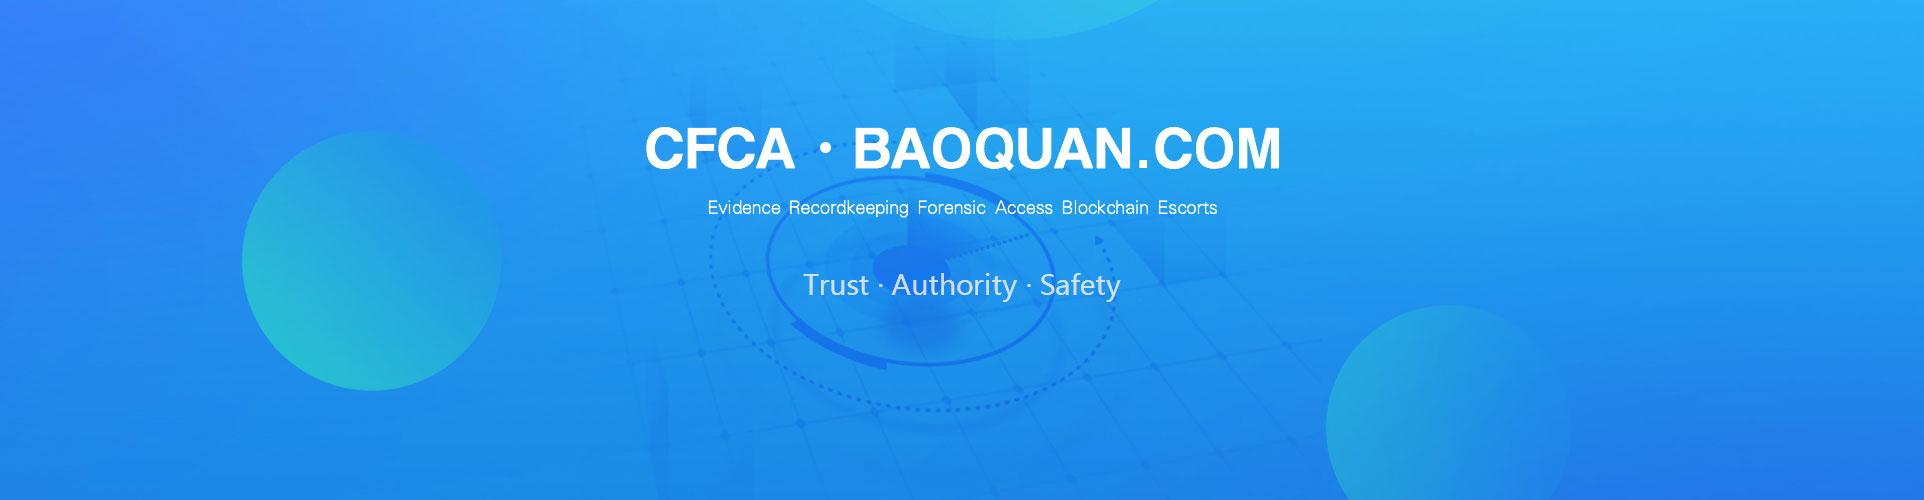 CFCA · BAOQUAN.COM
Evidence Recordkeeping Forensic Access Blockchain Escorts
Trust · Authority · Safety